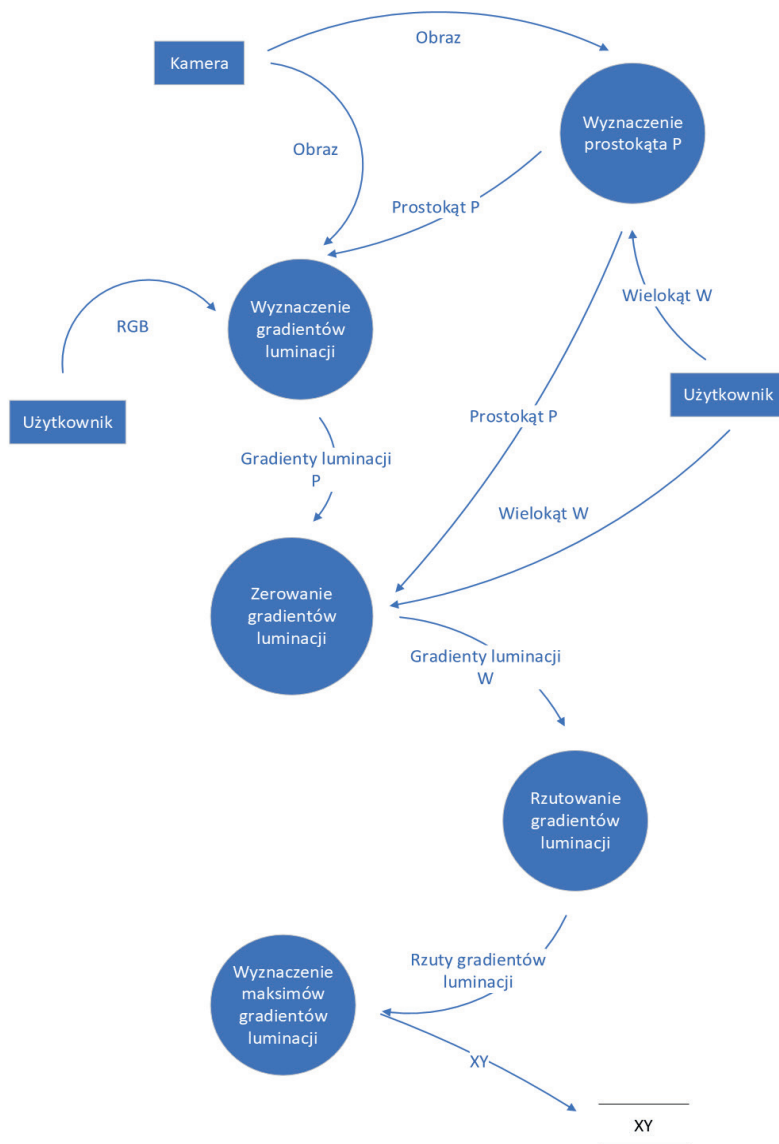 Obraz
Kamera
Wyznaczenie
prostokąta P
Obraz
Prostokąt P
Wielokąt W
Wyznaczenie
gradientów
luminacji
RGB
Użytkownik
Użytkownik
Prostokąt P
Gradienty luminacji
P
Wielokąt W
Zerowanie
gradientów
luminacji
Gradienty luminacji
W
Rzutowanie
gradientów
luminacji
Rzuty gradientów
luminacji
Wyznaczenie
maksimów
gradientów
luminacji
XY
XY